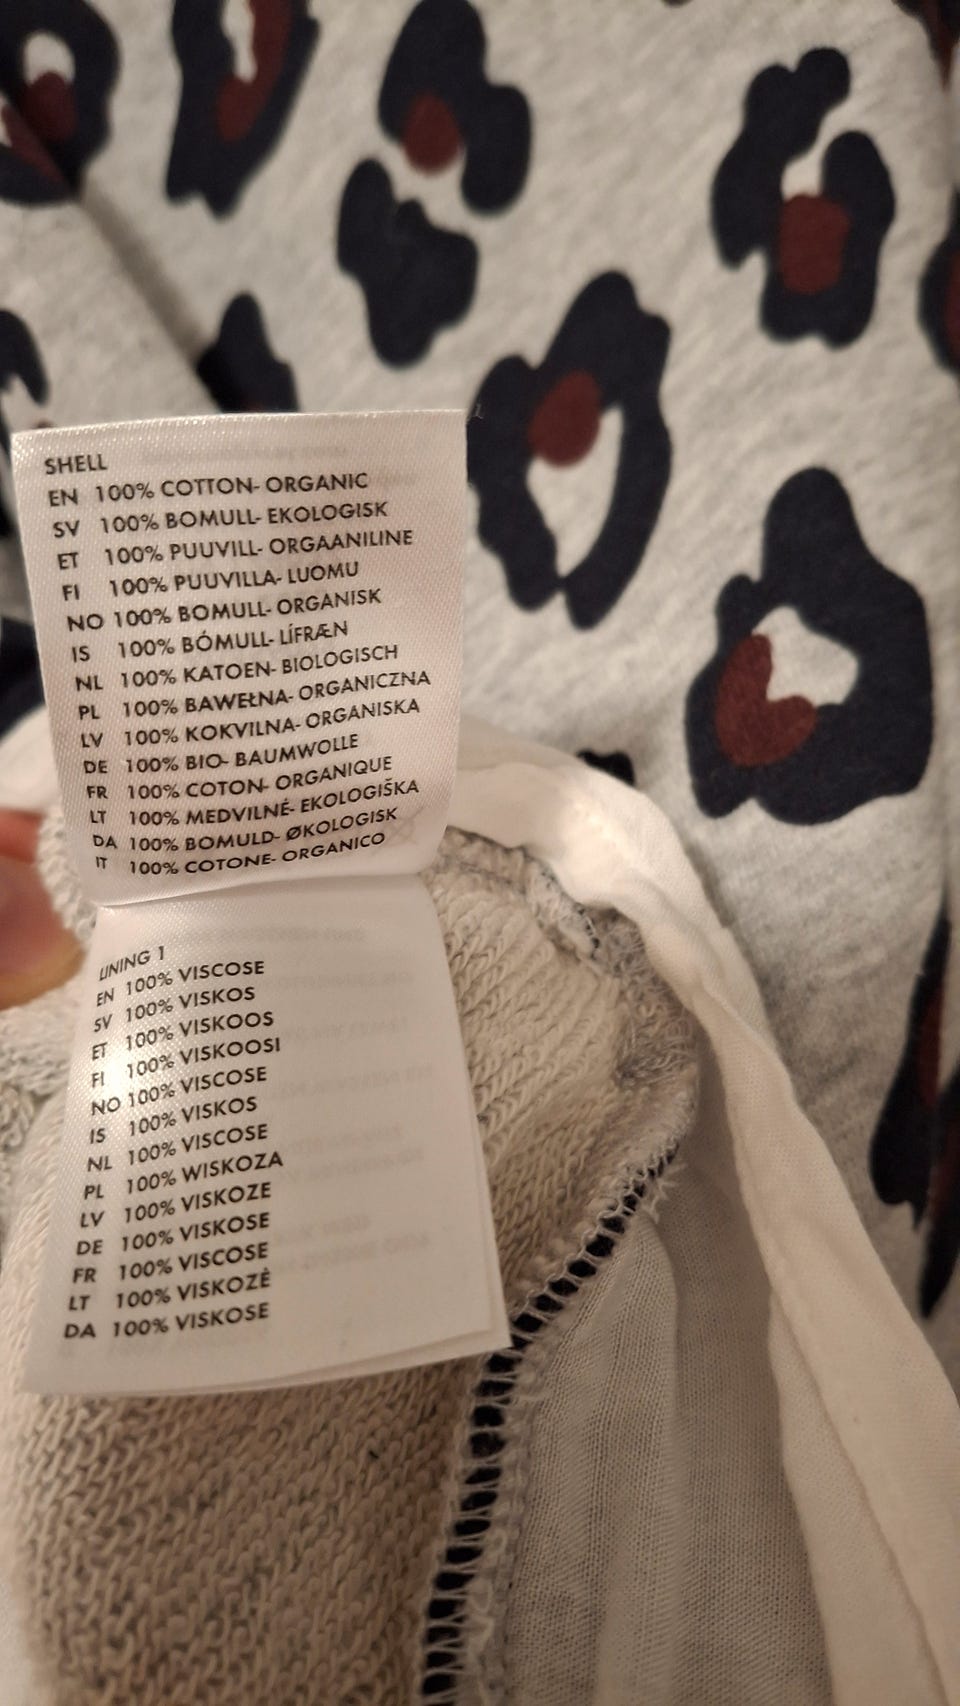 SHELL
EN 100% COTTON- ORGANIC
SV 100% BOMULL- EKOLOGISK
ET 100% PUUVILL- ORGAANILINE
FI 100% PUUVILLA- LUOMU
NO 100% BOMULL- ORGANISK
IS 100% BÓMULL- LÍFRÆN
NL 100% KATOEN- BIOLOGISCH
PL 100% BAWEŁNA- ORGANICZNA
LV 100% KOKVILNA- ORGANISKA
DE 100% BIO- BAUMWOLLE
FR 100% COTON- ORGANIQUE
LT 100% MEDVILNĖ- EKOLOGIŠKA
DA 100% BOMULD- ØKOLOGISK
IT 100% COTONE- ORGANICO
LINING 1
EN 100% VISCOSE
SV 100% VISKOS
ET 100% VISKOOS
FI 100% VISKOOSI
NO 100% VISCOSE
IS 100% VISKOS
NL 100% VISCOSE
PL 100% WISKOZA
LV 100% VISKOZE
DE 100% VISKOSE
FR 100% VISCOSE
LT 100% VISKOZĖ
DA 100% VISKOSE